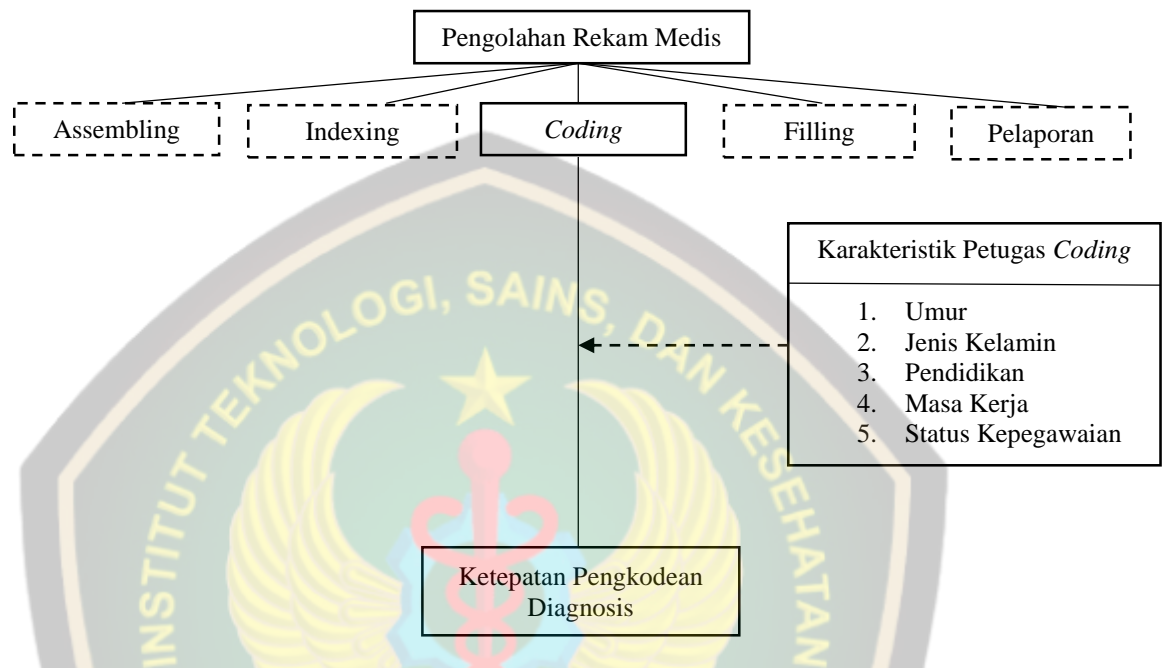 Pengolahan Rekam Medis
Assembling
Indexing
Coding
Filling
Pelaporan
Karakteristik Petugas Coding
1. Umur
2. Jenis Kelamin
3. Pendidikan
4. Masa Kerja
5. Status Kepegawaian
Ketepatan Pengkodean
Diagnosis
INSTITUT TEKNOLOGI, SAINS, DAN KESEHATAN